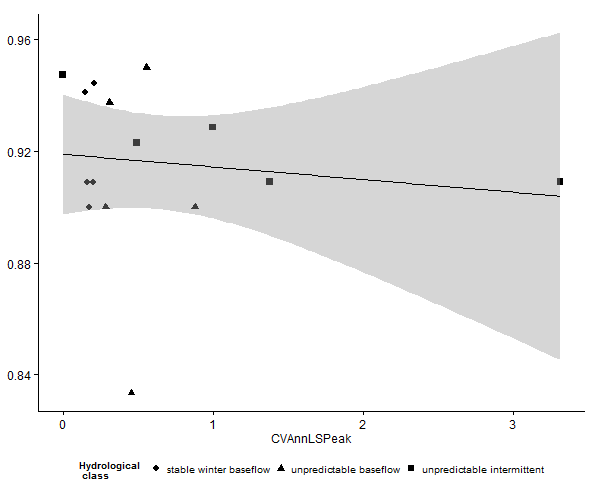 0.96
0.92
0.88
0.84
0 1 2 3
CVAnnLSPeak
Hydrological
class
stable winter baseflow unpredictable baseflow unpredictable intermittent